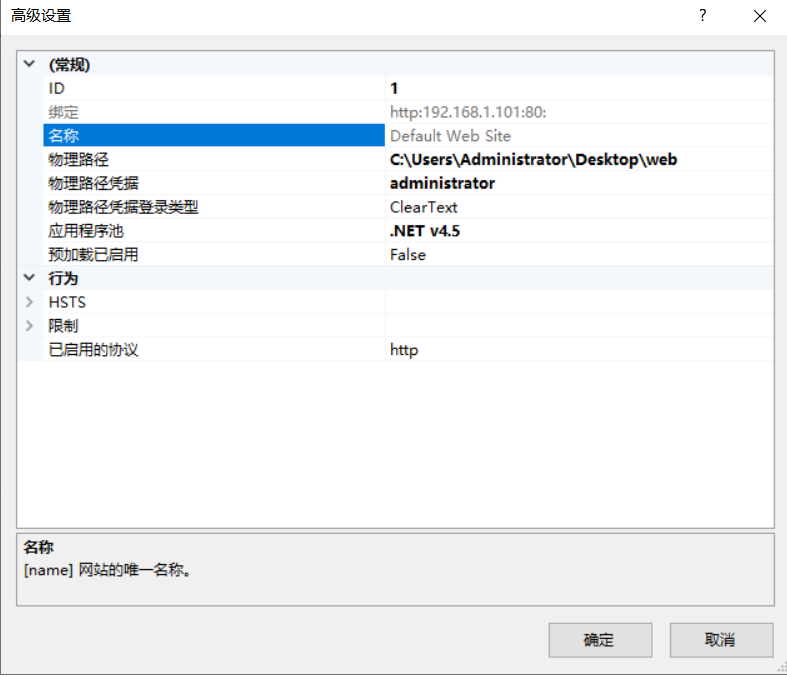 高级设置
?
(常规)
ID 1
绑定 http:192.168.1.101:80:
名称 Default Web Site
物理路径 C:\Users\Administrator\Desktop\web
物理路径凭据 administrator
物理路径凭据登录类型 ClearText
应用程序池 .NET v4.5
预加载已启用 False
行为
HSTS
限制
已启用的协议 http
名称
[name] 网站的唯一名称。
确定 取消